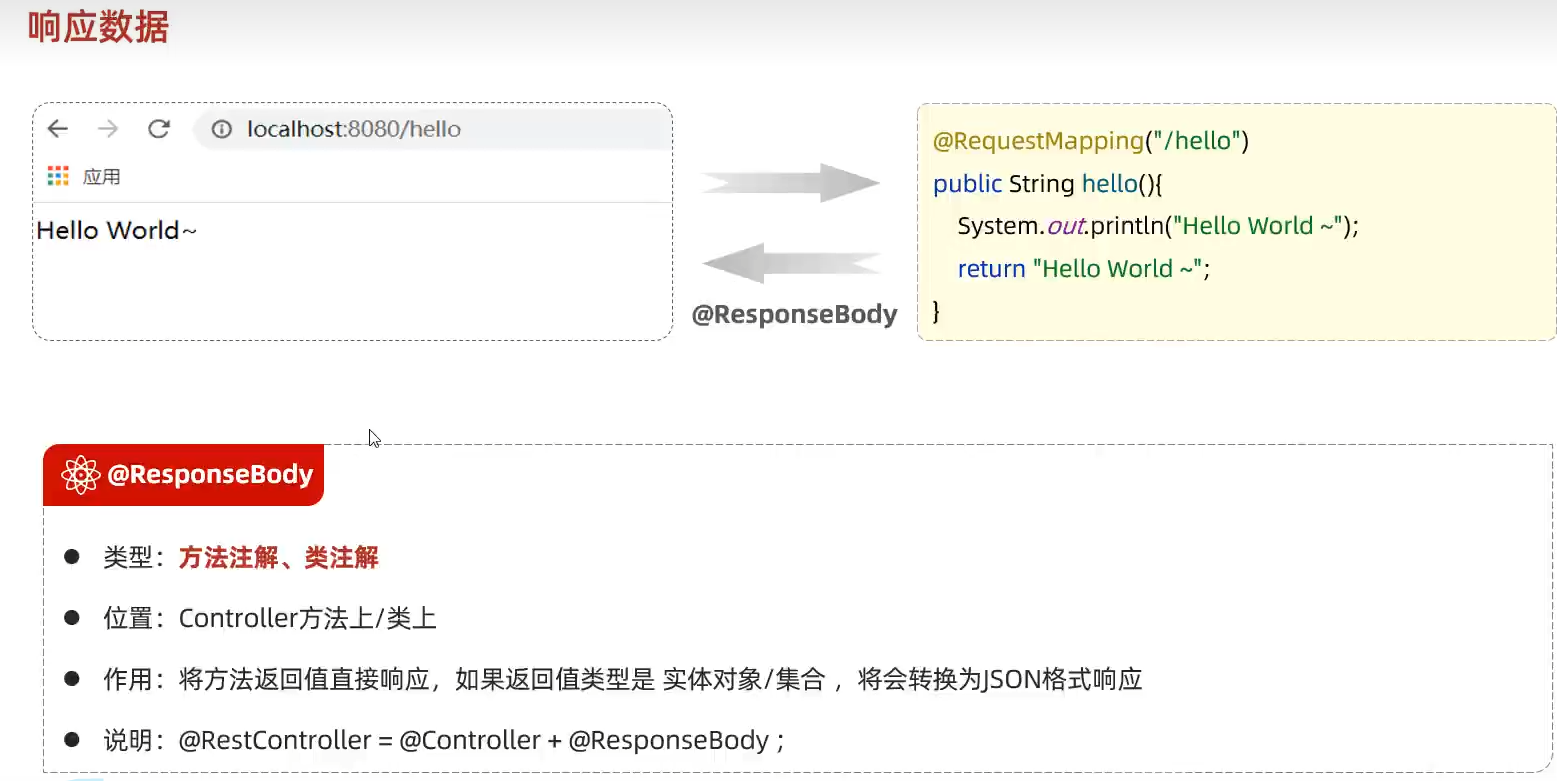 响应数据
localhost:8080/hello
应用
Hello World~
@ResponseBody
@RequestMapping("/hello")
public String hello(){
System.out.println("Hello World ~");
return "Hello World ~";
}
@ResponseBody
类型：方法注解、类注解
位置：Controller方法上/类上
作用：将方法返回值直接响应，如果返回值类型是 实体对象/集合 ，将会转换为JSON格式响应
说明：@RestController = @Controller + @ResponseBody ;